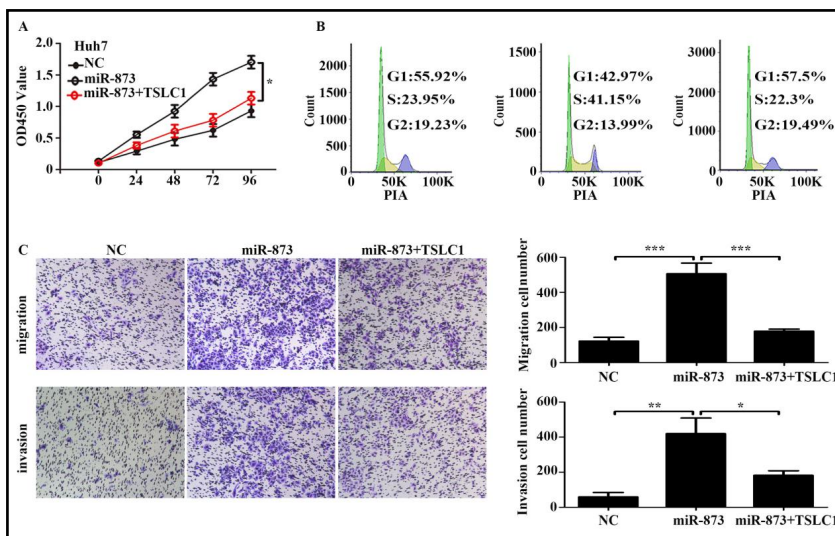 A
Huh7
NC
miR-873
miR-873+TSLC1
OD450 Value
2.0
1.5
1.0
0.5
0.0
0 24 48 72 96
*
B
Count
2000
1500
1000
500
0
G1:55.92%
S:23.95%
G2:19.23%
50K 100K
PIA
Count
1500
1000
500
0
G1:42.97%
S:41.15%
G2:13.99%
50K 100K
PIA
Count
3000
2000
1000
0
G1:57.5%
S:22.3%
G2:19.49%
50K 100K
PIA
C
NC miR-873 miR-873+TSLC1
migration
invasion
Migration cell number
600
400
200
0
*** ***
NC miR-873 miR-873+TSLC1
Invasion cell number
600
400
200
0
** *
NC miR-873 miR-873+TSLC1